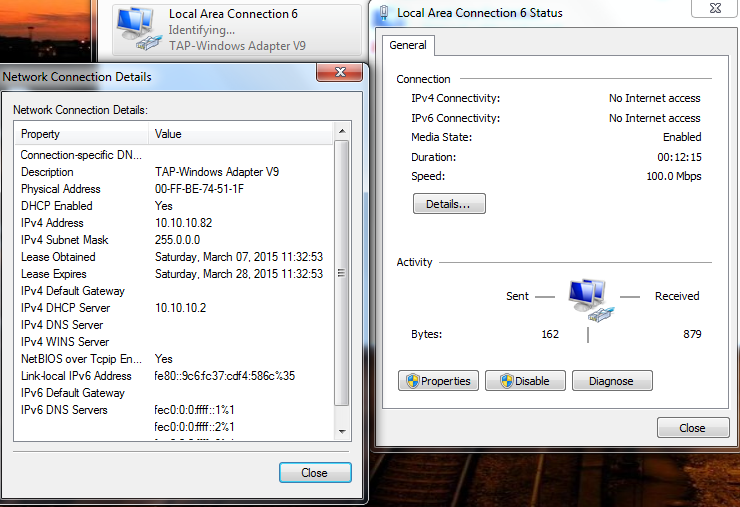 Local Area Connection 6
Identifying...
TAP-Windows Adapter V9
Network Connection Details
Network Connection Details:
Property Value
Connection-specific DN...
Description TAP-Windows Adapter V9
Physical Address 00-FF-BE-74-51-1F
DHCP Enabled Yes
IPv4 Address 10.10.10.82
IPv4 Subnet Mask 255.0.0.0
Lease Obtained Saturday, March 07, 2015 11:32:53
Lease Expires Saturday, March 28, 2015 11:32:53
IPv4 Default Gateway
IPv4 DHCP Server 10.10.10.2
IPv4 DNS Server
IPv4 WINS Server
NetBIOS over Tcpip En... Yes
Link-local IPv6 Address fe80::9c6:fc37:cdf4:586c%35
IPv6 Default Gateway
IPv6 DNS Servers fec0:0:0:ffff::1%1
fec0:0:0:ffff::2%1
Close
Local Area Connection 6 Status
General
Connection
IPv4 Connectivity: No Internet access
IPv6 Connectivity: No Internet access
Media State: Enabled
Duration: 00:12:15
Speed: 100.0 Mbps
Details...
Activity
Sent Received
Bytes: 162 879
Properties Disable Diagnose
Close